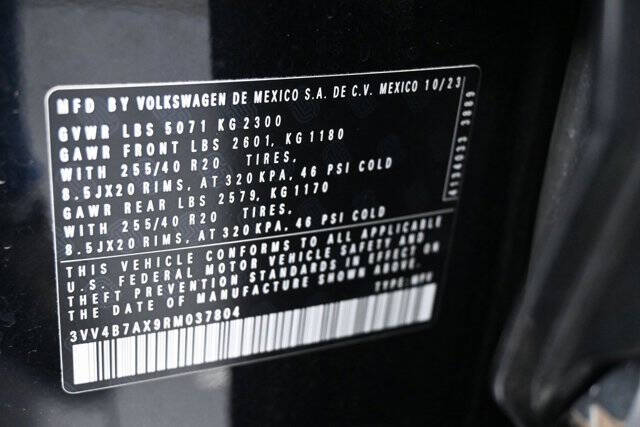 MFD BY VOLKSWAGEN DE MEXICO S.A. DE C.V. MEXICO 10/23
GVWR LBS 5071 KG 2300
GAWR FRONT LBS 2601, KG 1180
WITH 255/40 R20 TIRES,
8.5JX20 RIMS, AT 320 KPA, 46 PSI COLD
GAWR REAR LBS 2579, KG 1170
WITH 255/40 R20 TIRES,
8.5JX20 RIMS, AT 320 KPA, 46 PSI COLD
THIS VEHICLE CONFORMS TO ALL APPLICABLE
U.S. FEDERAL MOTOR VEHICLE SAFETY AND
THEFT PREVENTION STANDARDS IN EFFECT ON
THE DATE OF MANUFACTURE SHOWN ABOVE.
TYPE: MPV
3VV4B7AX9RM037804